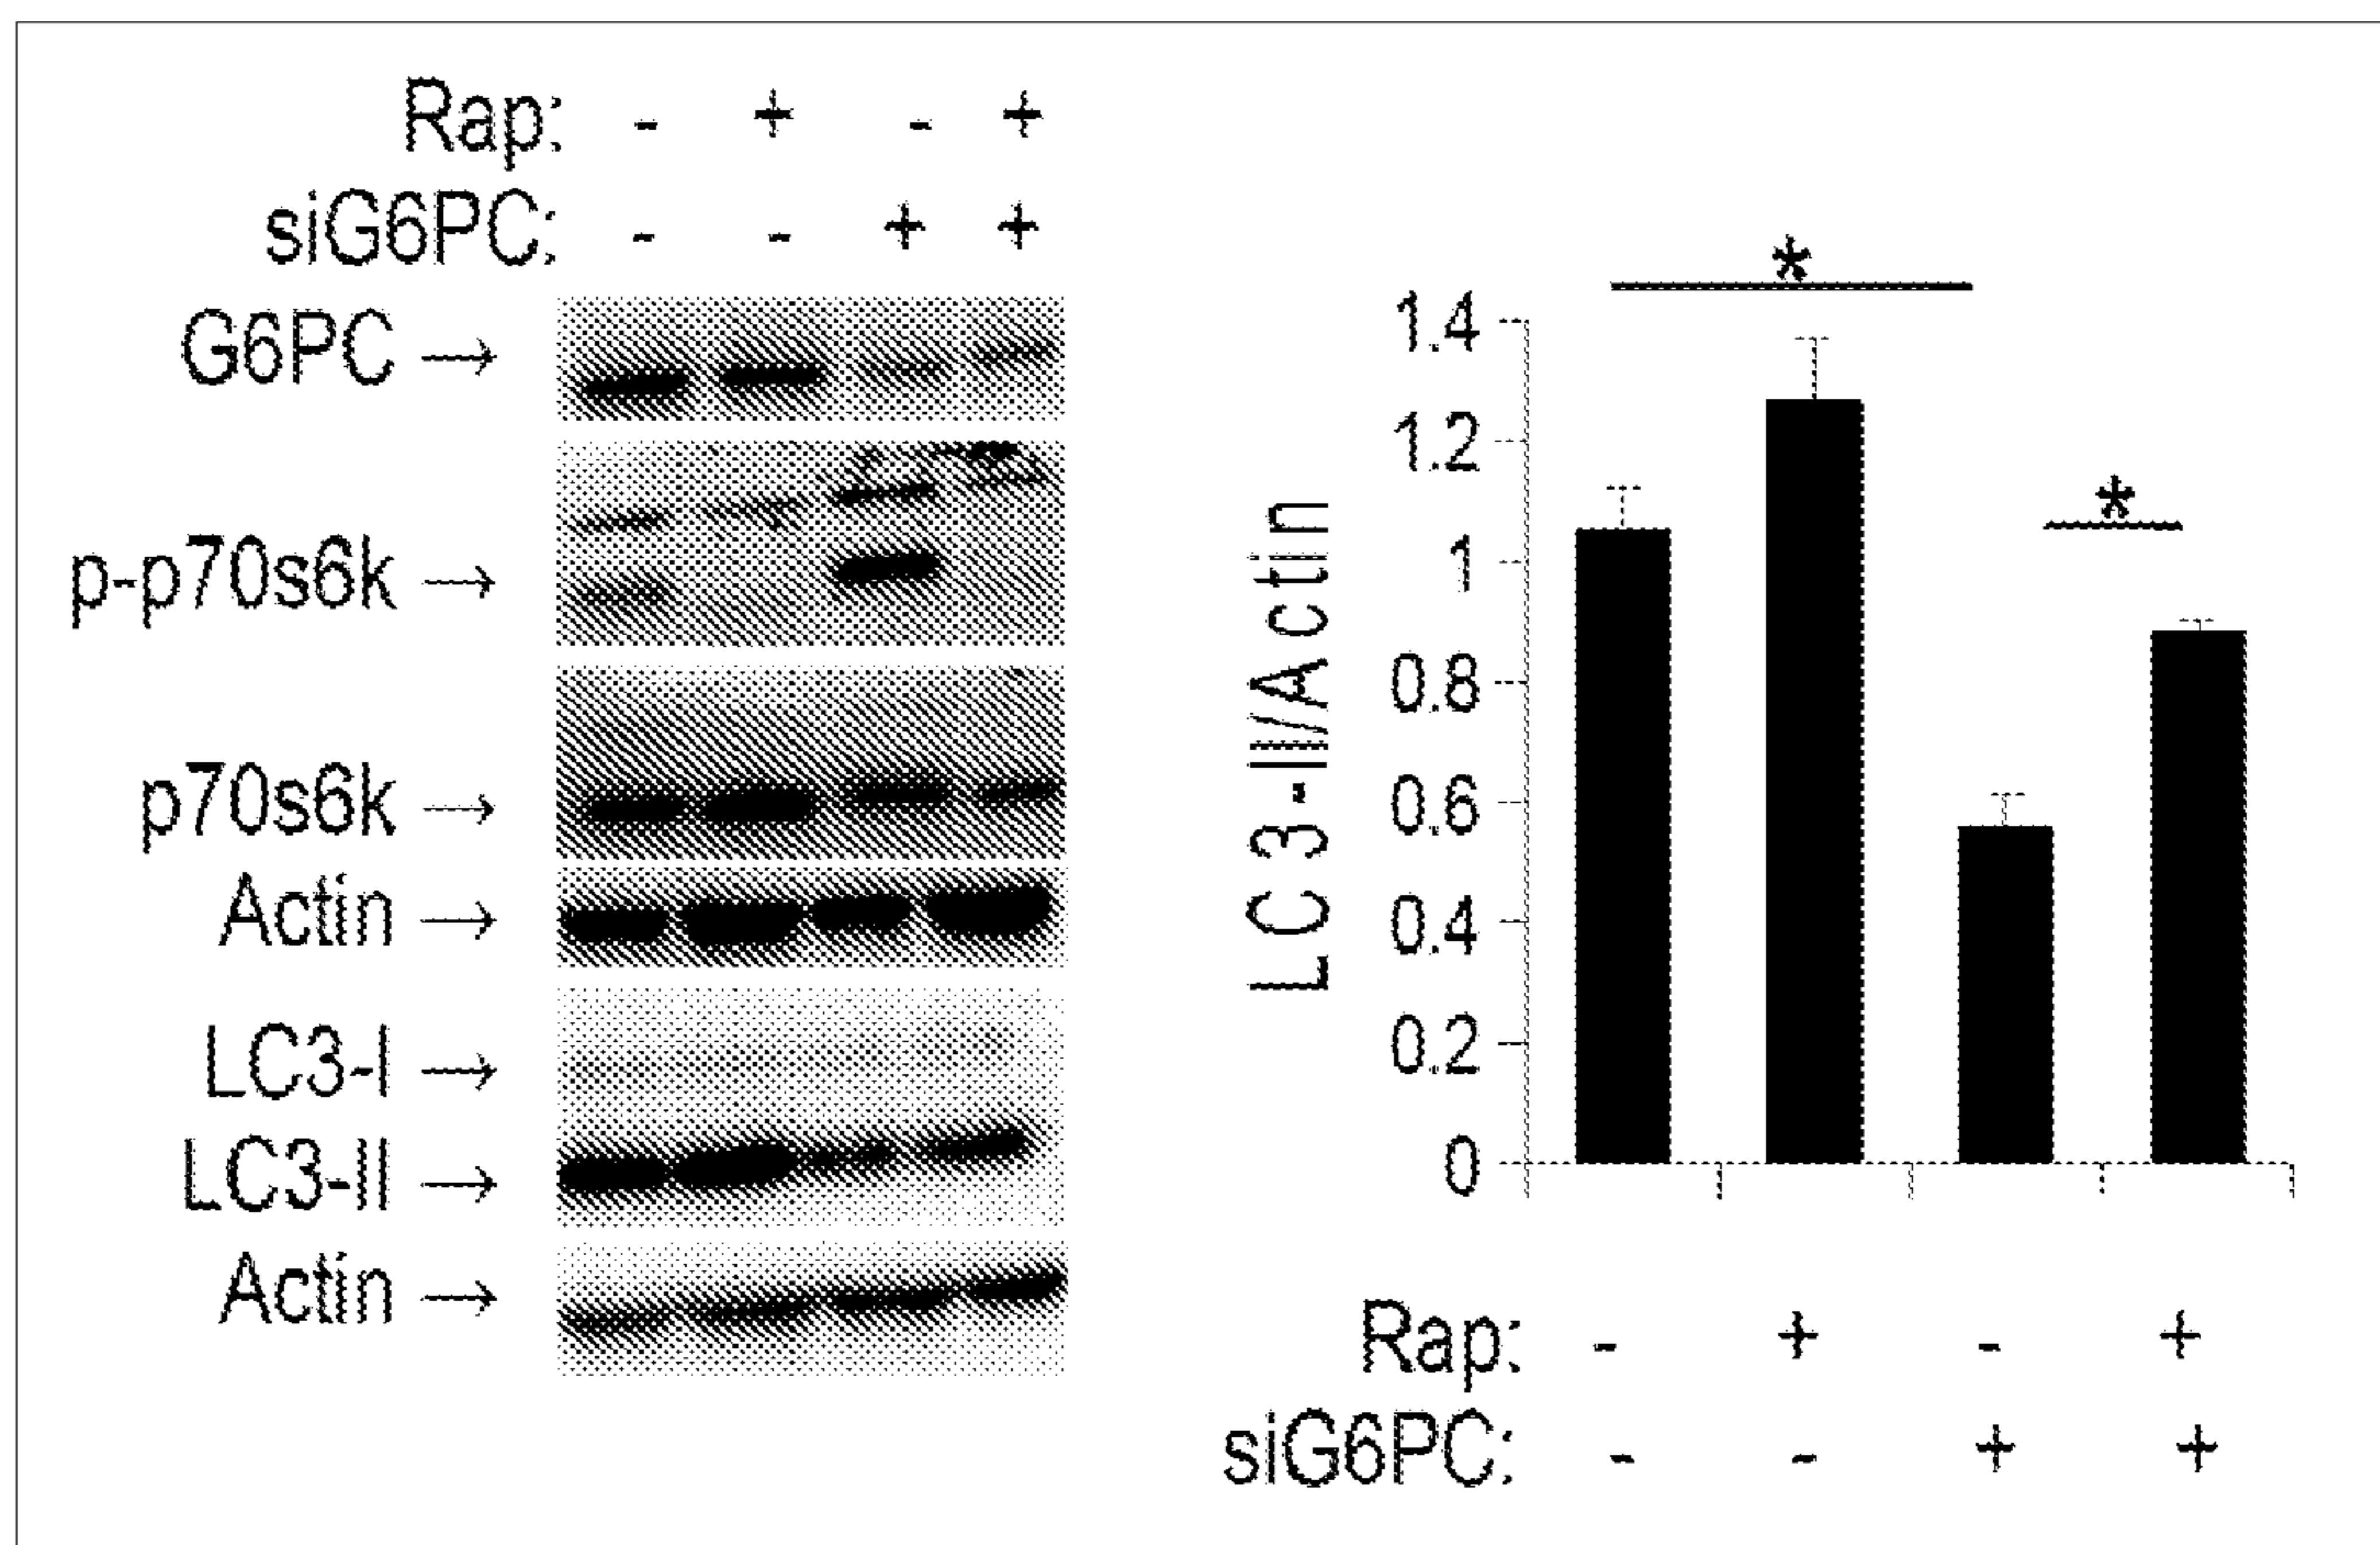 Rap: - + - +
siG6PC: - - + +
G6PC →
p-p70s6k →
p70s6k →
Actin →
LC3-I →
LC3-II →
Actin →
*
*
LC3-II/Actin
1.4
1.2
1
0.8
0.6
0.4
0.2
0
Rap: - + - +
siG6PC: - - + +